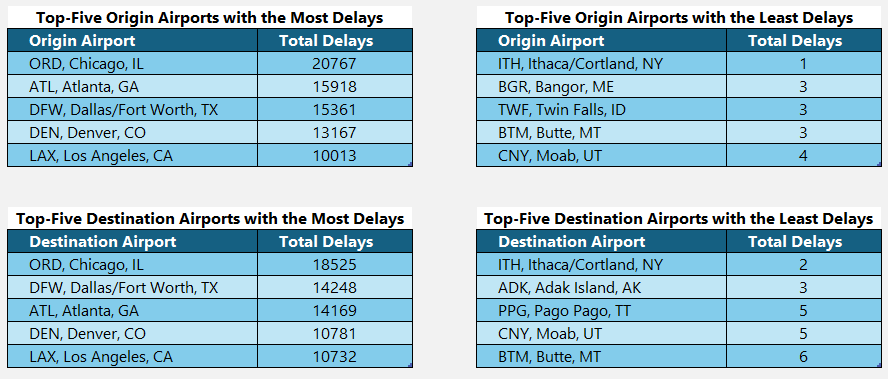 Top-Five Origin Airports with the Most Delays
Origin Airport Total Delays
ORD, Chicago, IL 20767
ATL, Atlanta, GA 15918
DFW, Dallas/Fort Worth, TX 15361
DEN, Denver, CO 13167
LAX, Los Angeles, CA 10013
Top-Five Origin Airports with the Least Delays
Origin Airport Total Delays
ITH, Ithaca/Cortland, NY 1
BGR, Bangor, ME 3
TWF, Twin Falls, ID 3
BTM, Butte, MT 3
CNY, Moab, UT 4
Top-Five Destination Airports with the Most Delays
Destination Airport Total Delays
ORD, Chicago, IL 18525
DFW, Dallas/Fort Worth, TX 14248
ATL, Atlanta, GA 14169
DEN, Denver, CO 10781
LAX, Los Angeles, CA 10732
Top-Five Destination Airports with the Least Delays
Destination Airport Total Delays
ITH, Ithaca/Cortland, NY 2
ADK, Adak Island, AK 3
PPG, Pago Pago, TT 5
CNY, Moab, UT 5
BTM, Butte, MT 6